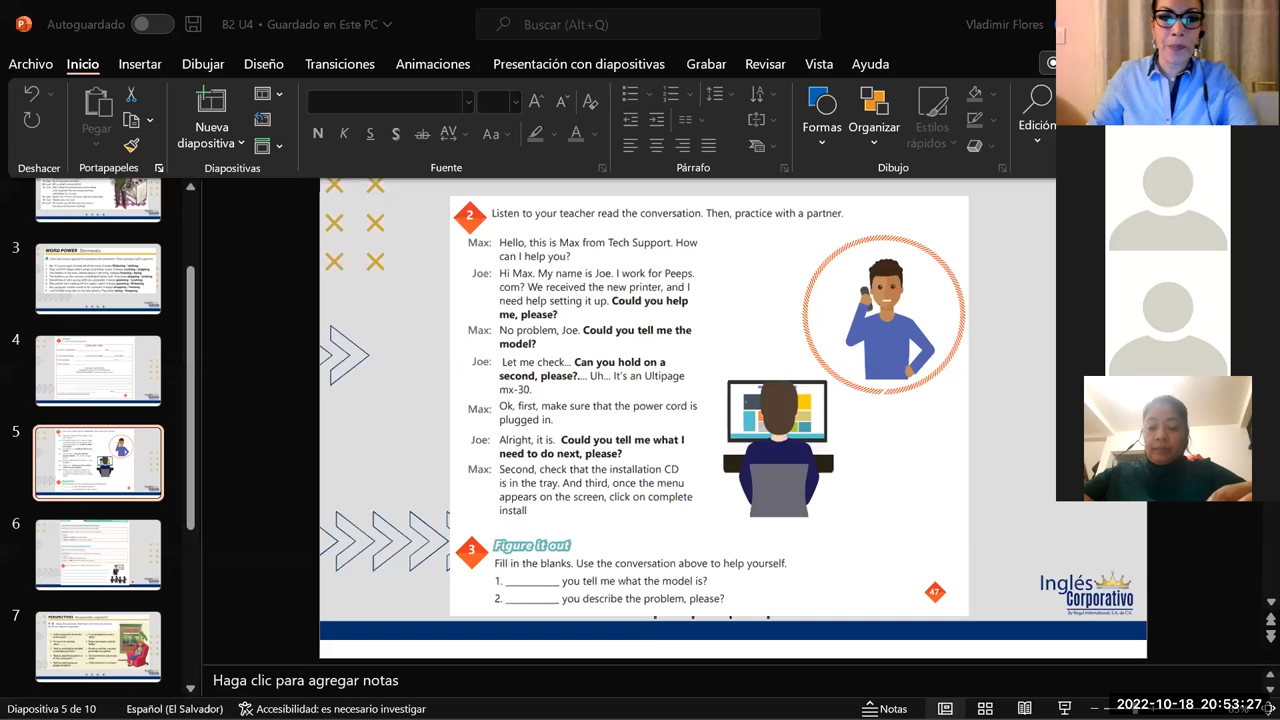 Autoguardado
B2 U4 • Guardado en Este PC
Buscar (Alt+Q)
Vladimir Flores
Archivo
Inicio
Insertar
Dibujar
Diseño
Transiciones
Animaciones
Presentación con diapositivas
Grabar
Revisar
Vista
Ayuda
Pegar
Nueva
diapositiva
N K S S ab AV Aa A
Formas
Organizar
Estilos
rápidos
Edición
Deshacer
Portapapeles
Diapositivas
Fuente
Párrafo
Dibujo
3
4
5
6
7
WORD POWER
PERSPECTIVES
2 Listen to your teacher read the conversation. Then, practice with a partner.
Max: Hello, this is Max from Tech Support. How
can I help you?
Joe: my name is Joe. I work for Peeps.
com? We received the new printer, and I
need help setting it up. Could you help
me, please?
Max: No problem, Joe. Could you tell me the
model?
Joe: Let me check... Can you hold on a
second, please?... Uh... It's an Ultipage
mx-30.
Max: Ok, first, make sure that the power cord is
plugged in.
Joe: Alright, it is. Could you tell me what I
need to do next, please?
Max: check that the installation CD
tray. And third, once the menu
appears on the screen, click on complete
install
3 it out
Fill in the blanks. Use the conversation above to help yourself.
you tell me what the model is?
you describe the problem, please?
47
Inglés
Corporativo
By Regal International, S.A. de C.V.
Haga clic para agregar notas
Diapositiva 5 de 10
Español (El Salvador)
Accesibilidad: es necesario investigar
Notas
2022-10-18 20:53:27